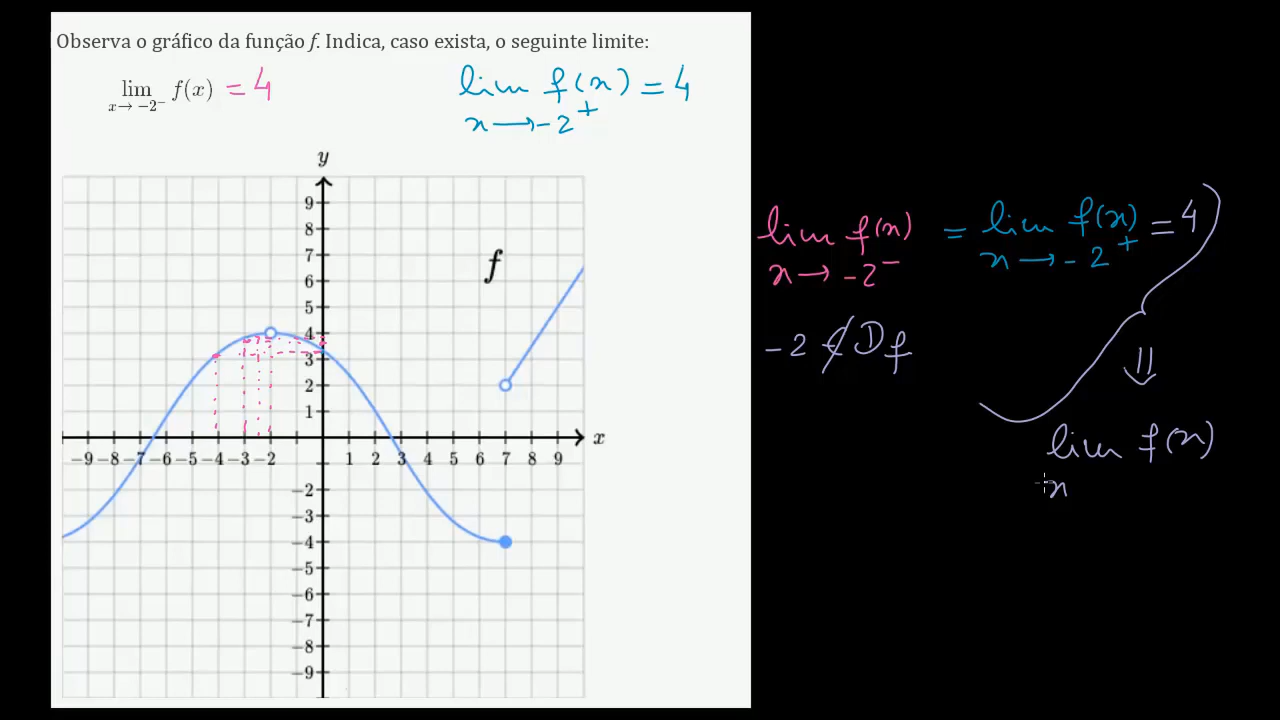 Observa o gráfico da função f. Indica, caso exista, o seguinte limite:
lim f(x) = 4
x→ -2⁻
lim f(x) = 4
x → -2⁺
y
9
8
7
6
5
4
3
2
1
-9 -8 -7 -6 -5 -4 -3 -2 1 2 3 4 5 6 7 8 9
x
-2
-3
-4
-5
-6
-7
-8
-9
f
lim f(x) = lim f(x) = 4
x → -2⁻ x → -2⁺
-2 ∉ Df
⇓
lim f(x)
x